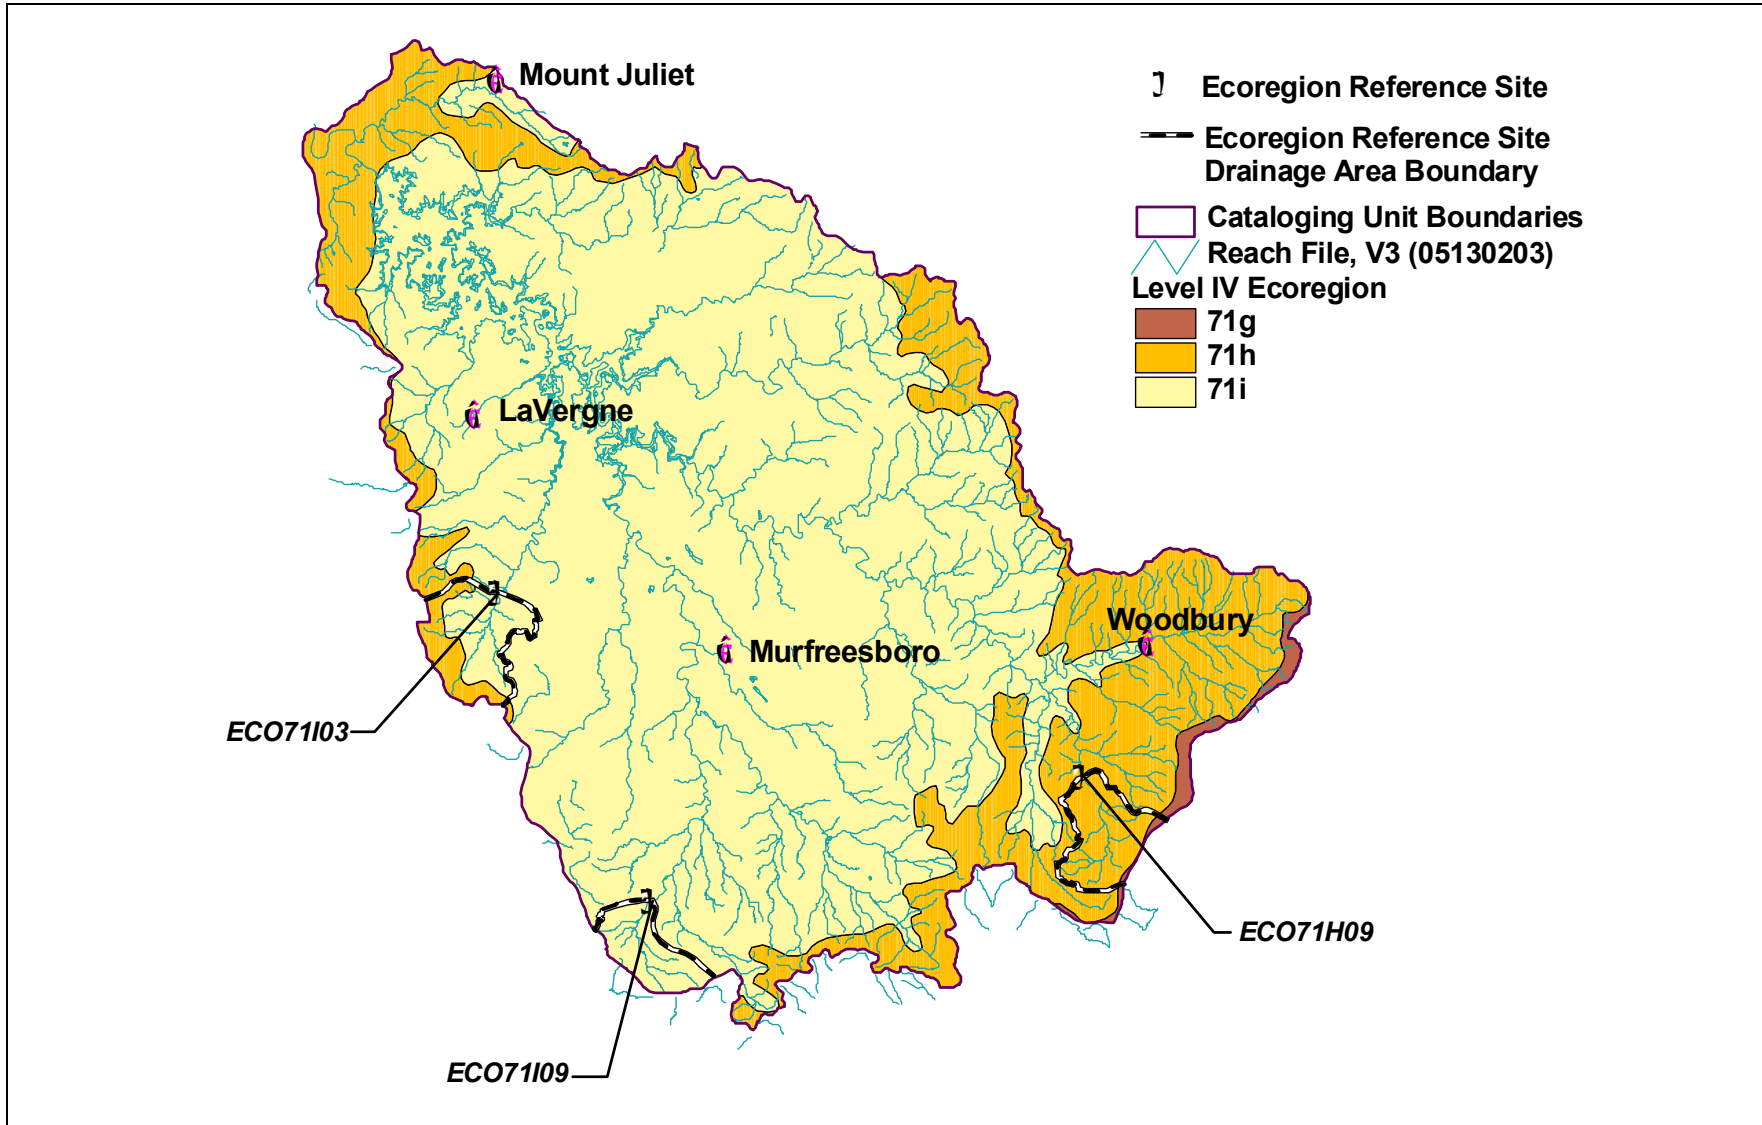 Mount Juliet
Ecoregion Reference Site
Ecoregion Reference Site
Drainage Area Boundary
Cataloging Unit Boundaries
Reach File, V3 (05130203)
Level IV Ecoregion
71g
71h
71i
LaVergne
Woodbury
Murfreesboro
ECO71I03
ECO71H09
ECO71I09